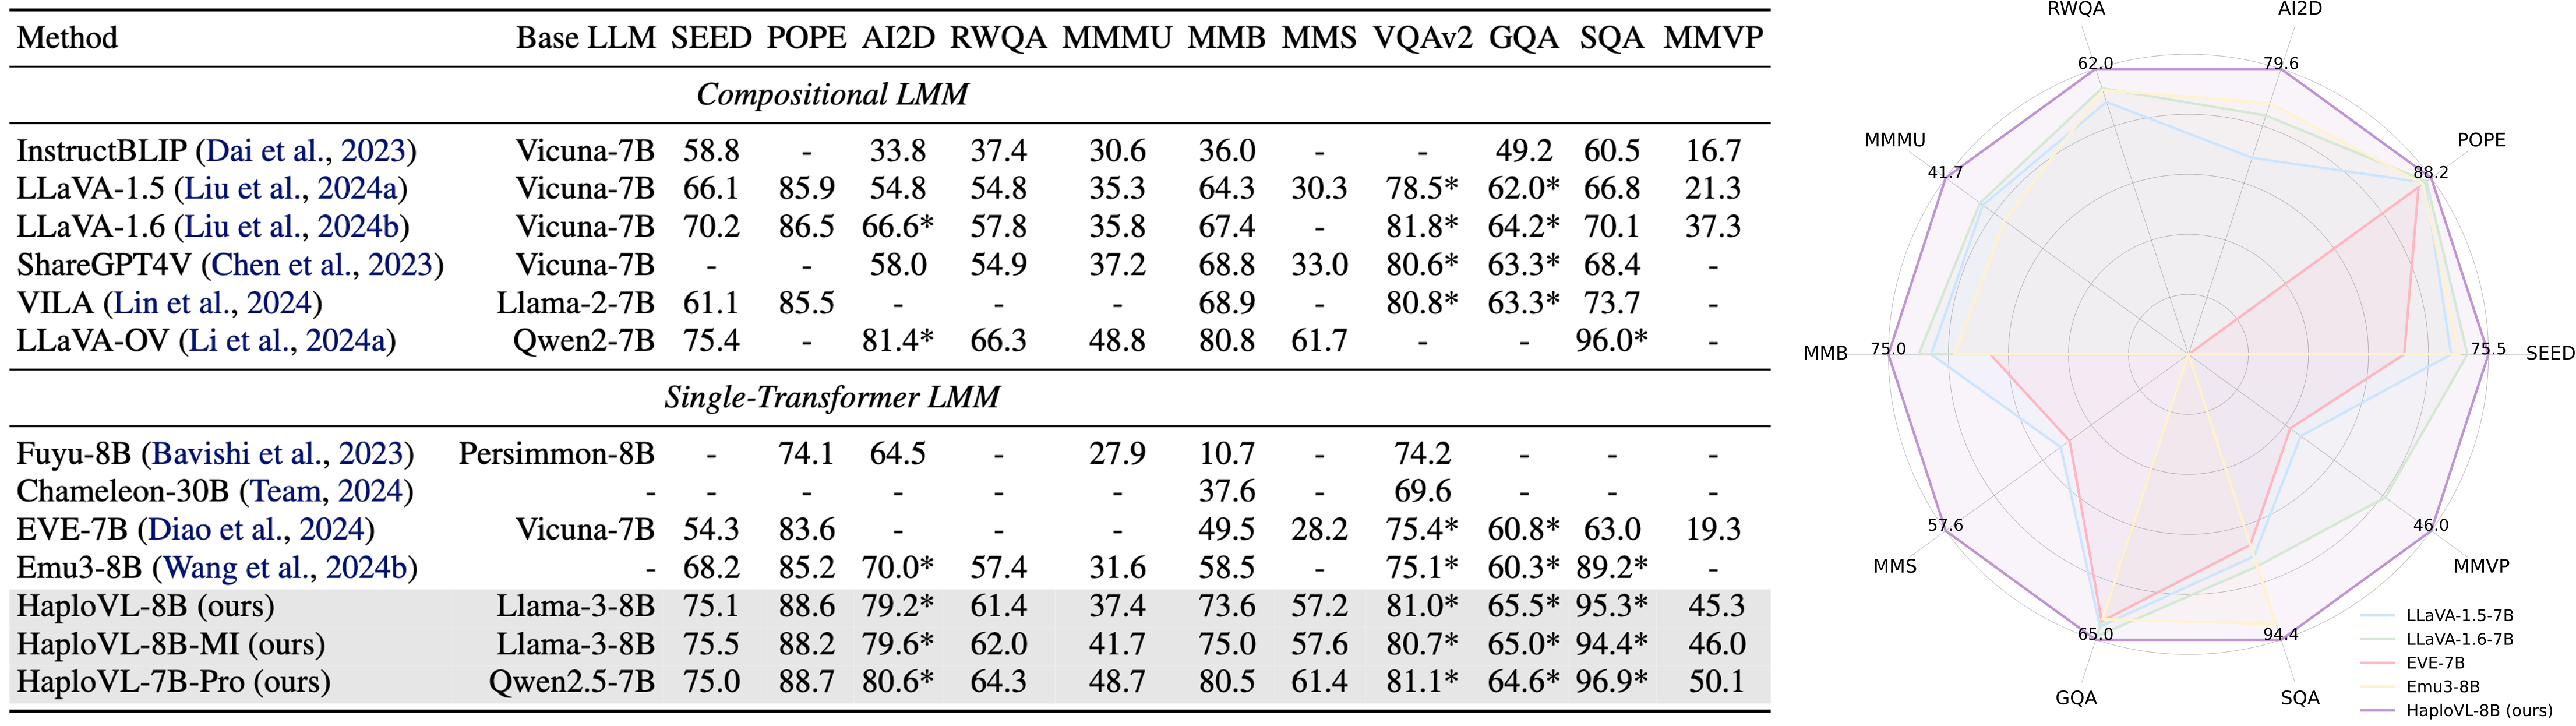 Method Base LLM SEED POPE AI2D RWQA MMMU MMB MMS VQAv2 GQA SQA MMVP
Compositional LMM
InstructBLIP (Dai et al., 2023) Vicuna-7B 58.8 - 33.8 37.4 30.6 36.0 - - 49.2 60.5 16.7
LLaVA-1.5 (Liu et al., 2024a) Vicuna-7B 66.1 85.9 54.8 54.8 35.3 64.3 30.3 78.5* 62.0* 66.8 21.3
LLaVA-1.6 (Liu et al., 2024b) Vicuna-7B 70.2 86.5 66.6* 57.8 35.8 67.4 - 81.8* 64.2* 70.1 37.3
ShareGPT4V (Chen et al., 2023) Vicuna-7B - - 58.0 54.9 37.2 68.8 33.0 80.6* 63.3* 68.4 -
VILA (Lin et al., 2024) Llama-2-7B 61.1 85.5 - - - 68.9 - 80.8* 63.3* 73.7 -
LLaVA-OV (Li et al., 2024a) Qwen2-7B 75.4 - 81.4* 66.3 48.8 80.8 61.7 - - 96.0* -
Single-Transformer LMM
Fuyu-8B (Bavishi et al., 2023) Persimmon-8B - 74.1 64.5 - 27.9 10.7 - 74.2 - - -
Chameleon-30B (Team, 2024) - - - - - - 37.6 - 69.6 - - -
EVE-7B (Diao et al., 2024) Vicuna-7B 54.3 83.6 - - - 49.5 28.2 75.4* 60.8* 63.0 19.3
Emu3-8B (Wang et al., 2024b) - 68.2 85.2 70.0* 57.4 31.6 58.5 - 75.1* 60.3* 89.2* -
HaploVL-8B (ours) Llama-3-8B 75.1 88.6 79.2* 61.4 37.4 73.6 57.2 81.0* 65.5* 95.3* 45.3
HaploVL-8B-MI (ours) Llama-3-8B 75.5 88.2 79.6* 62.0 41.7 75.0 57.6 80.7* 65.0* 94.4* 46.0
HaploVL-7B-Pro (ours) Qwen2.5-7B 75.0 88.7 80.6* 64.3 48.7 80.5 61.4 81.1* 64.6* 96.9* 50.1
RWQA AI2D
62.0 79.6
MMMU POPE
41.7 88.2
MMB 75.0 75.5 SEED
57.6 46.0
MMS MMVP
65.0 94.4
GQA SQA
LLaVA-1.5-7B
LLaVA-1.6-7B
EVE-7B
Emu3-8B
HaploVL-8B (ours)